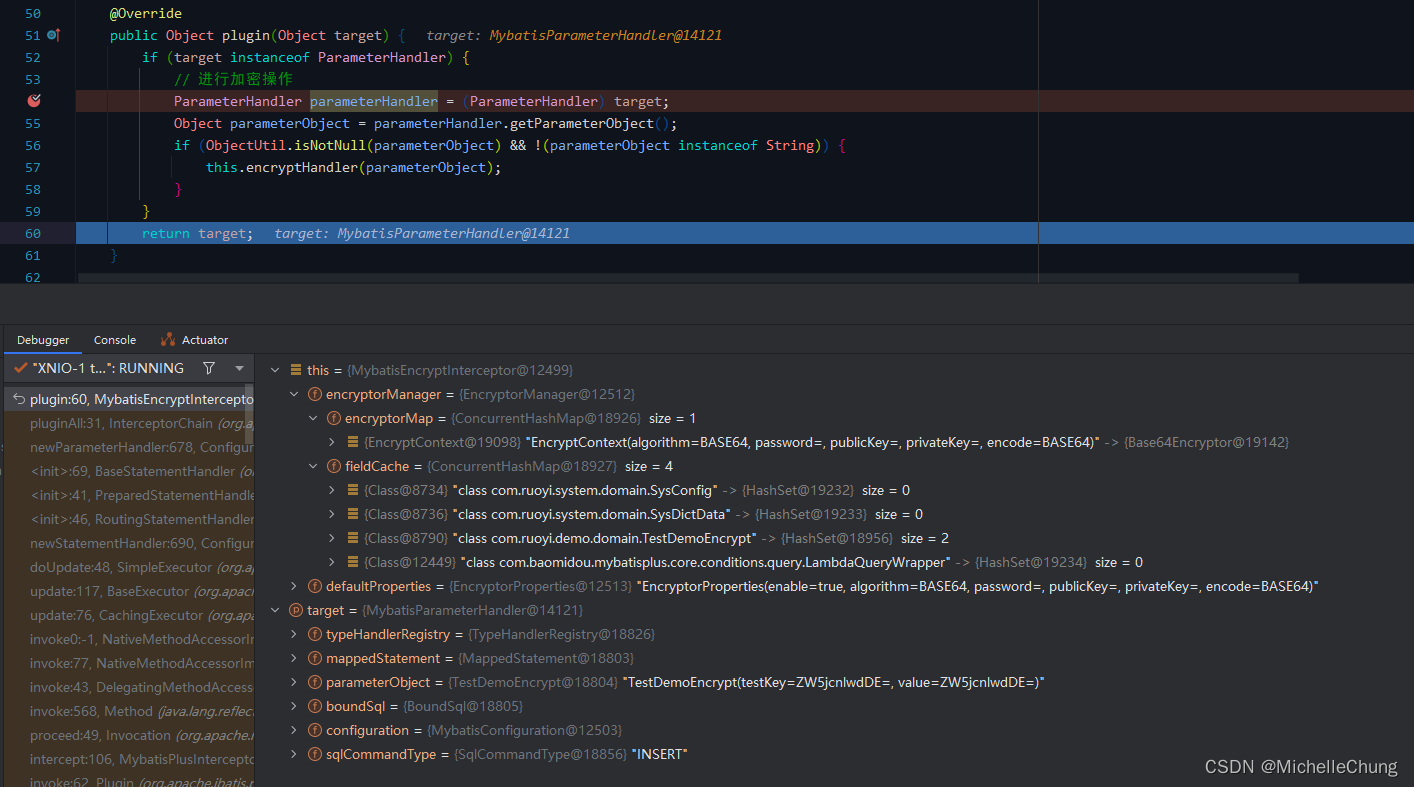 50 @Override
51 public Object plugin(Object target) { target: MybatisParameterHandler@14121
52 if (target instanceof ParameterHandler) {
53 // 进行加密操作
ParameterHandler parameterHandler = (ParameterHandler) target;
55 Object parameterObject = parameterHandler.getParameterObject();
56 if (ObjectUtil.isNotNull(parameterObject) && !(parameterObject instanceof String)) {
57 this.encryptHandler(parameterObject);
58 }
59 }
60 return target; target: MybatisParameterHandler@14121
61 }
62
Debugger Console Actuator
"XNIO-1 t...": RUNNING
plugin:60, MybatisEncryptIntercepto
pluginAll:31, InterceptorChain (org.a
newParameterHandler:678, Configur
<init>:69, BaseStatementHandler (o
<init>:41, PreparedStatementHandle
<init>:46, RoutingStatementHandler
newStatementHandler:690, Configur
doUpdate:48, SimpleExecutor (org.a
update:117, BaseExecutor (org.apac
update:76, CachingExecutor (org.apa
invoke0:-1, NativeMethodAccessorIm
invoke:77, NativeMethodAccessorIm
invoke:43, DelegatingMethodAccess
invoke:568, Method (java.lang.reflec
proceed:49, Invocation (org.apache.
intercept:106, MybatisPlusIntercepto
invoke:62, Plugin (org.apache.ibatis.
this = {MybatisEncryptInterceptor@12499}
encryptorManager = {EncryptorManager@12512}
encryptorMap = {ConcurrentHashMap@18926} size = 1
{EncryptContext@19098} "EncryptContext(algorithm=BASE64, password=, publicKey=, privateKey=, encode=BASE64)" -> {Base64Encryptor@19142}
fieldCache = {ConcurrentHashMap@18927} size = 4
{Class@8734} "class com.ruoyi.system.domain.SysConfig" -> {HashSet@19232} size = 0
{Class@8736} "class com.ruoyi.system.domain.SysDictData" -> {HashSet@19233} size = 0
{Class@8790} "class com.ruoyi.demo.domain.TestDemoEncrypt" -> {HashSet@18956} size = 2
{Class@12449} "class com.baomidou.mybatisplus.core.conditions.query.LambdaQueryWrapper" -> {HashSet@19234} size = 0
defaultProperties = {EncryptorProperties@12513} "EncryptorProperties(enable=true, algorithm=BASE64, password=, publicKey=, privateKey=, encode=BASE64)"
target = {MybatisParameterHandler@14121}
typeHandlerRegistry = {TypeHandlerRegistry@18826}
mappedStatement = {MappedStatement@18803}
parameterObject = {TestDemoEncrypt@18804} "TestDemoEncrypt(testKey=ZW5jcnlwdDE=, value=ZW5jcnlwdDE=)"
boundSql = {BoundSql@18805}
configuration = {MybatisConfiguration@12503}
sqlCommandType = {SqlCommandType@18856} "INSERT"
CSDN @MichelleChung